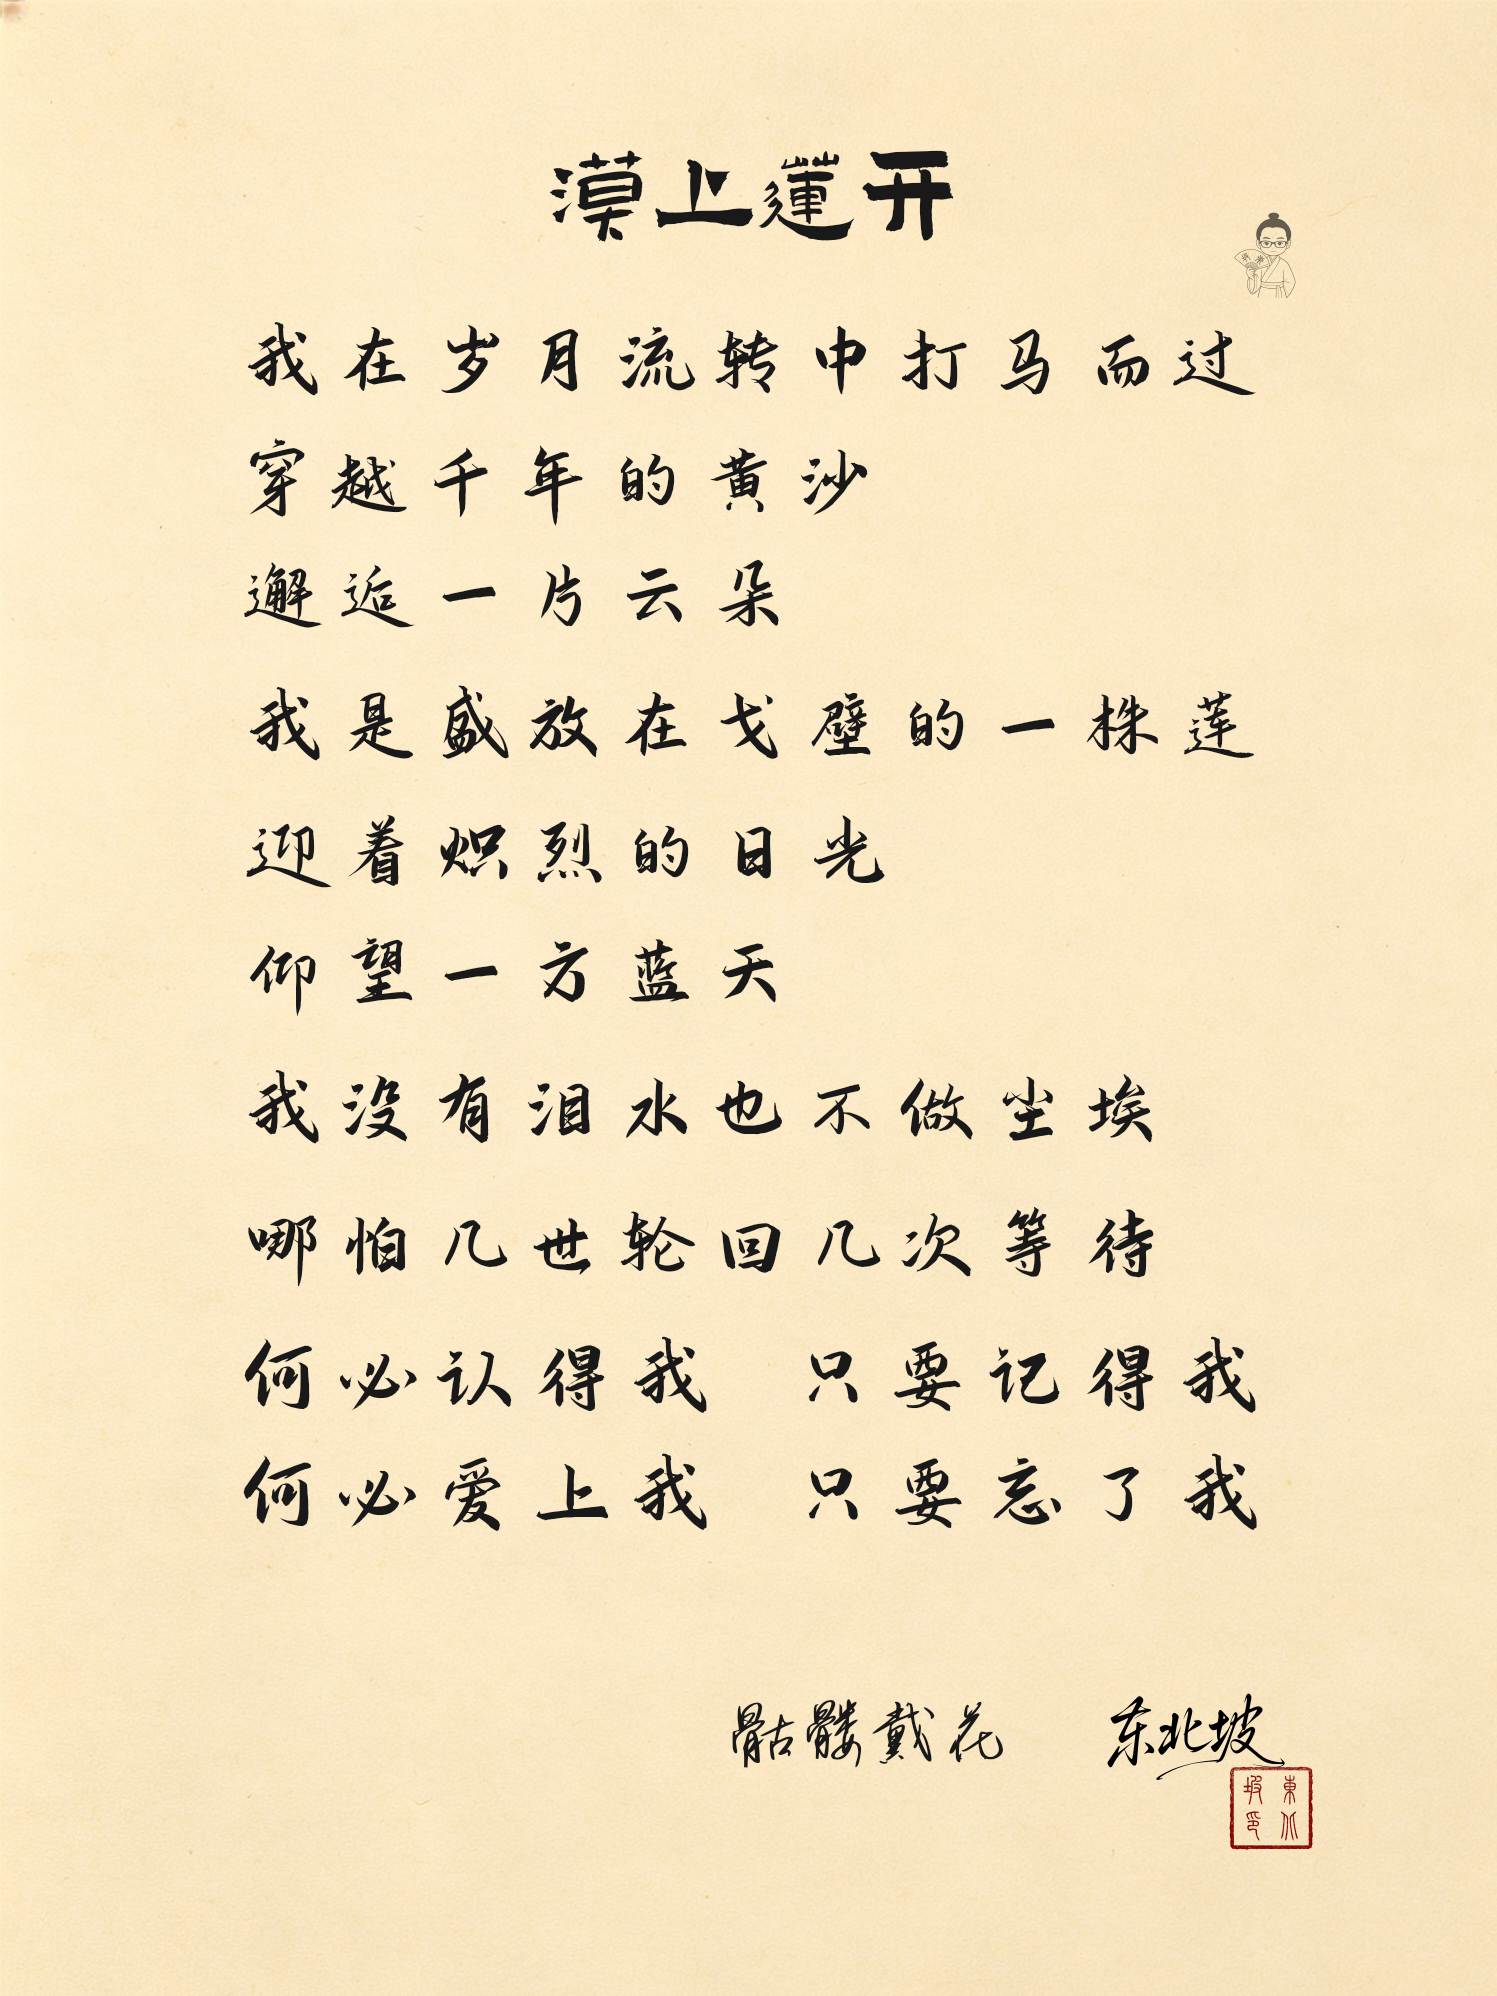 漠上蓮开
我在岁月流转中打马而过
穿越千年的黄沙
邂逅一片云朵
我是盛放在戈壁的一株莲
迎着炽烈的日光
仰望一方蓝天
我没有泪水也不做尘埃
哪怕几世轮回几次等待
何必认得我 只要记得我
何必爱上我 只要忘了我
骷髅戴花 东北坡
東北
坡印